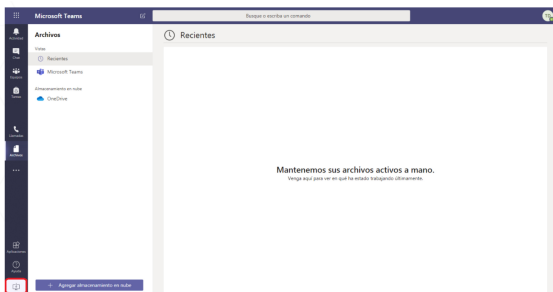 Microsoft Teams
Busque o escriba un comando
Actividad
Chat
Equipos
Tareas
Llamadas
Archivos
Aplicaciones
Ayuda
Archivos
Vistas
Recientes
Microsoft Teams
Almacenamiento en nube
OneDrive
+ Agregar almacenamiento en nube
Recientes
Mantenemos sus archivos activos a mano.
Venga aquí para ver en qué ha estado trabajando últimamente.